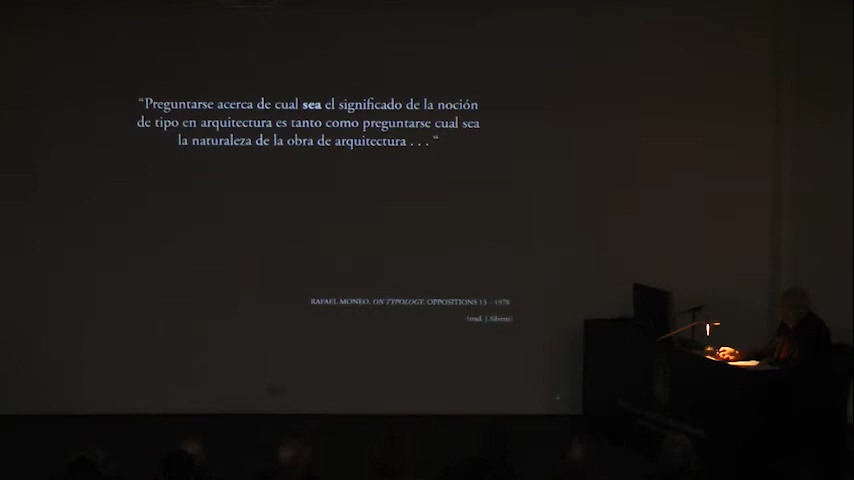 “Preguntarse acerca de cual sea el significado de la noción
de tipo en arquitectura es tanto como preguntarse cual sea
la naturaleza de la obra de arquitectura . . . “
RAFAEL MONEO. ON TYPOLOGY. OPPOSITIONS 13 - 1978
(trad. J.